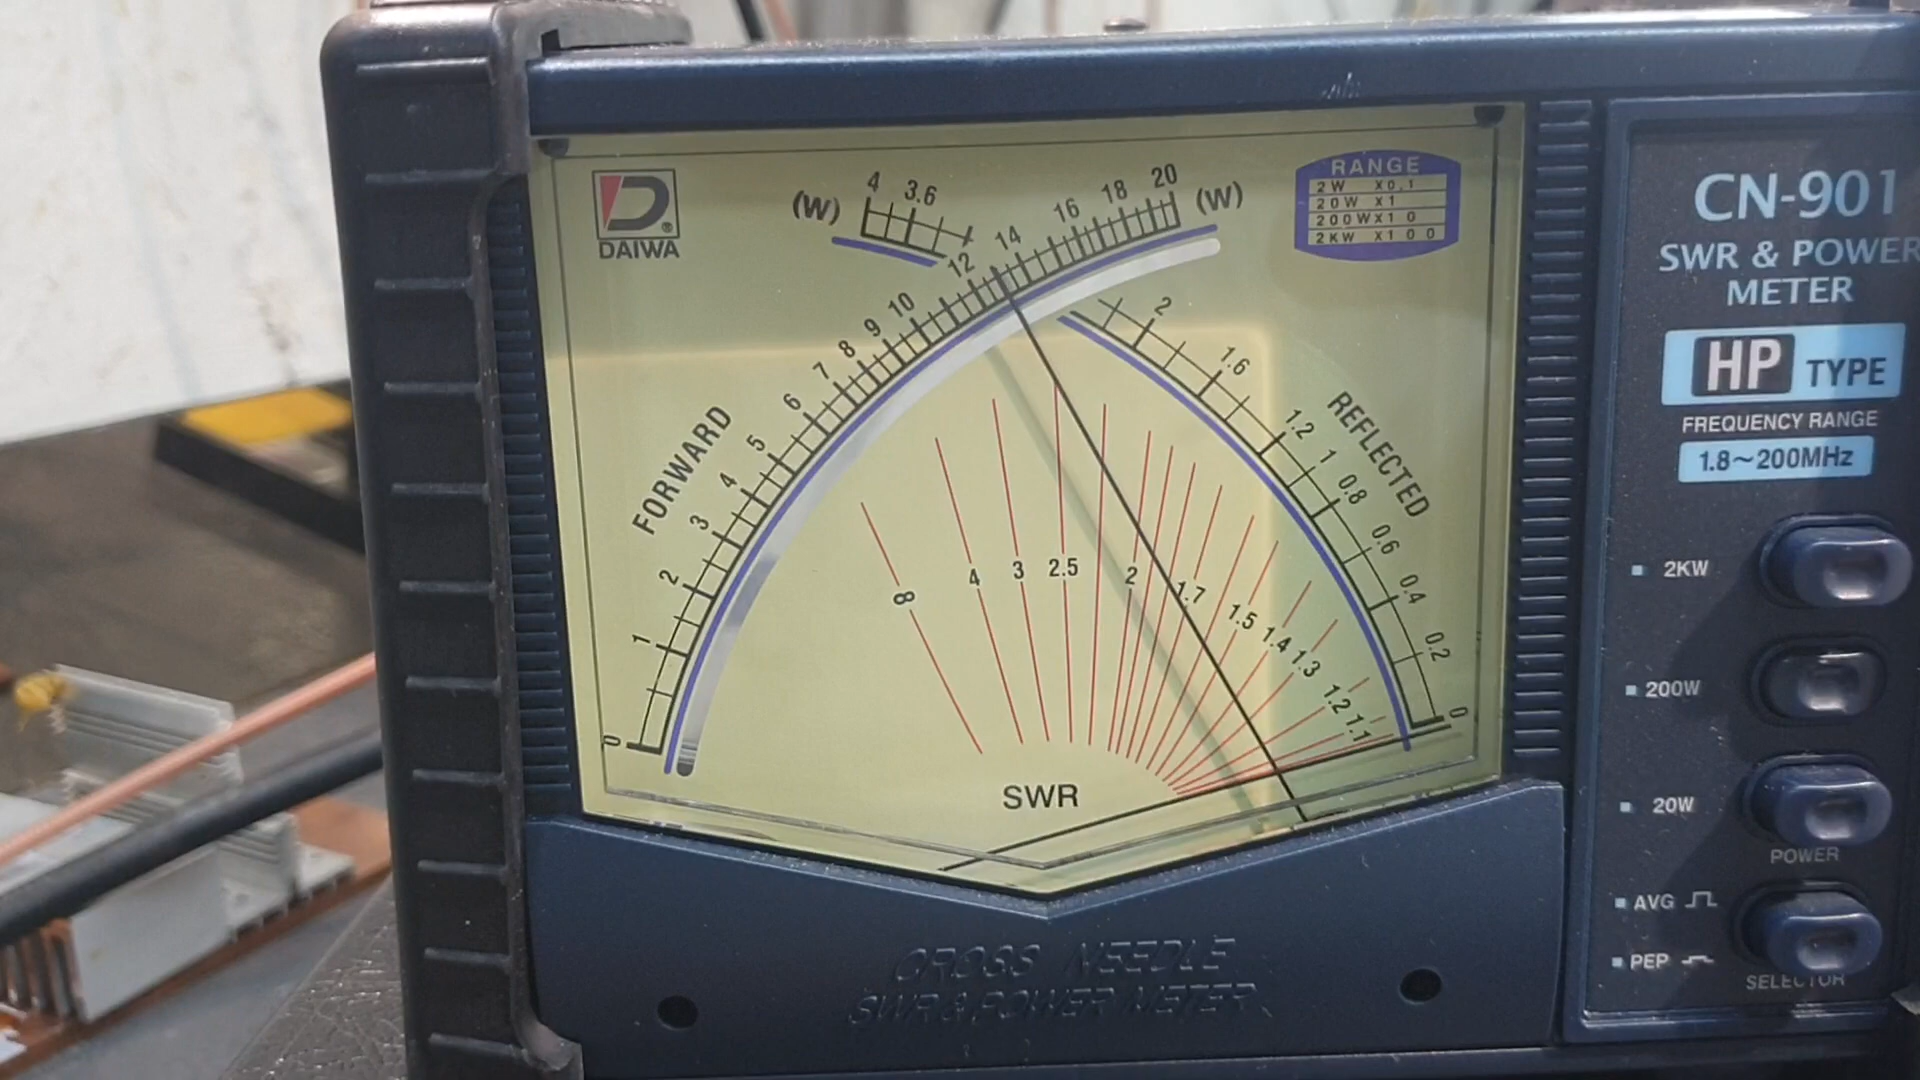 DAIWA
®
(W) 4 3.6
FORWARD
0 1 2 3 4 5 6 7 8 9 10 12 14 16 18 20 (W)
RANGE
2W X0.1
20W X1
200W X10
2KW X100
2 1.6 1.2 1 0.8 0.6 0.4 0.2 0
REFLECTED
8 4 3 2.5 2 1.7 1.5 1.4 1.3 1.2 1.1
SWR
CROSS NEEDLE
SWR & POWER METER
CN-901
SWR & POWER
METER
HP TYPE
FREQUENCY RANGE
1.8~200MHz
2KW
200W
20W
POWER
AVG
PEP
SELECTOR